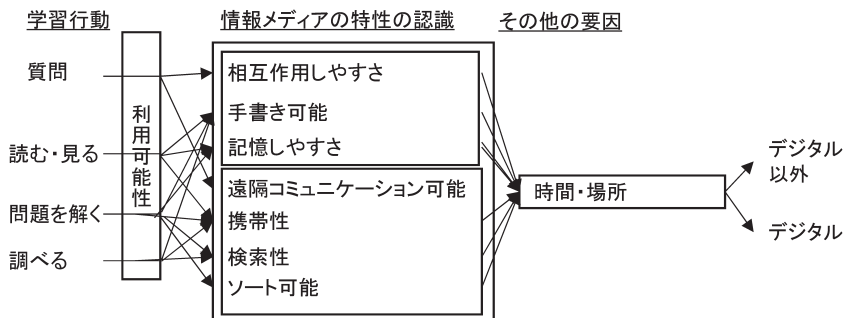 学習行動
情報メディアの特性の認識
その他の要因
質問
読む・見る
問題を解く
調べる
利用可能性
相互作用しやすさ
手書き可能
記憶しやすさ
遠隔コミュニケーション可能
携帯性
検索性
ソート可能
時間・場所
デジタル
以外
デジタル